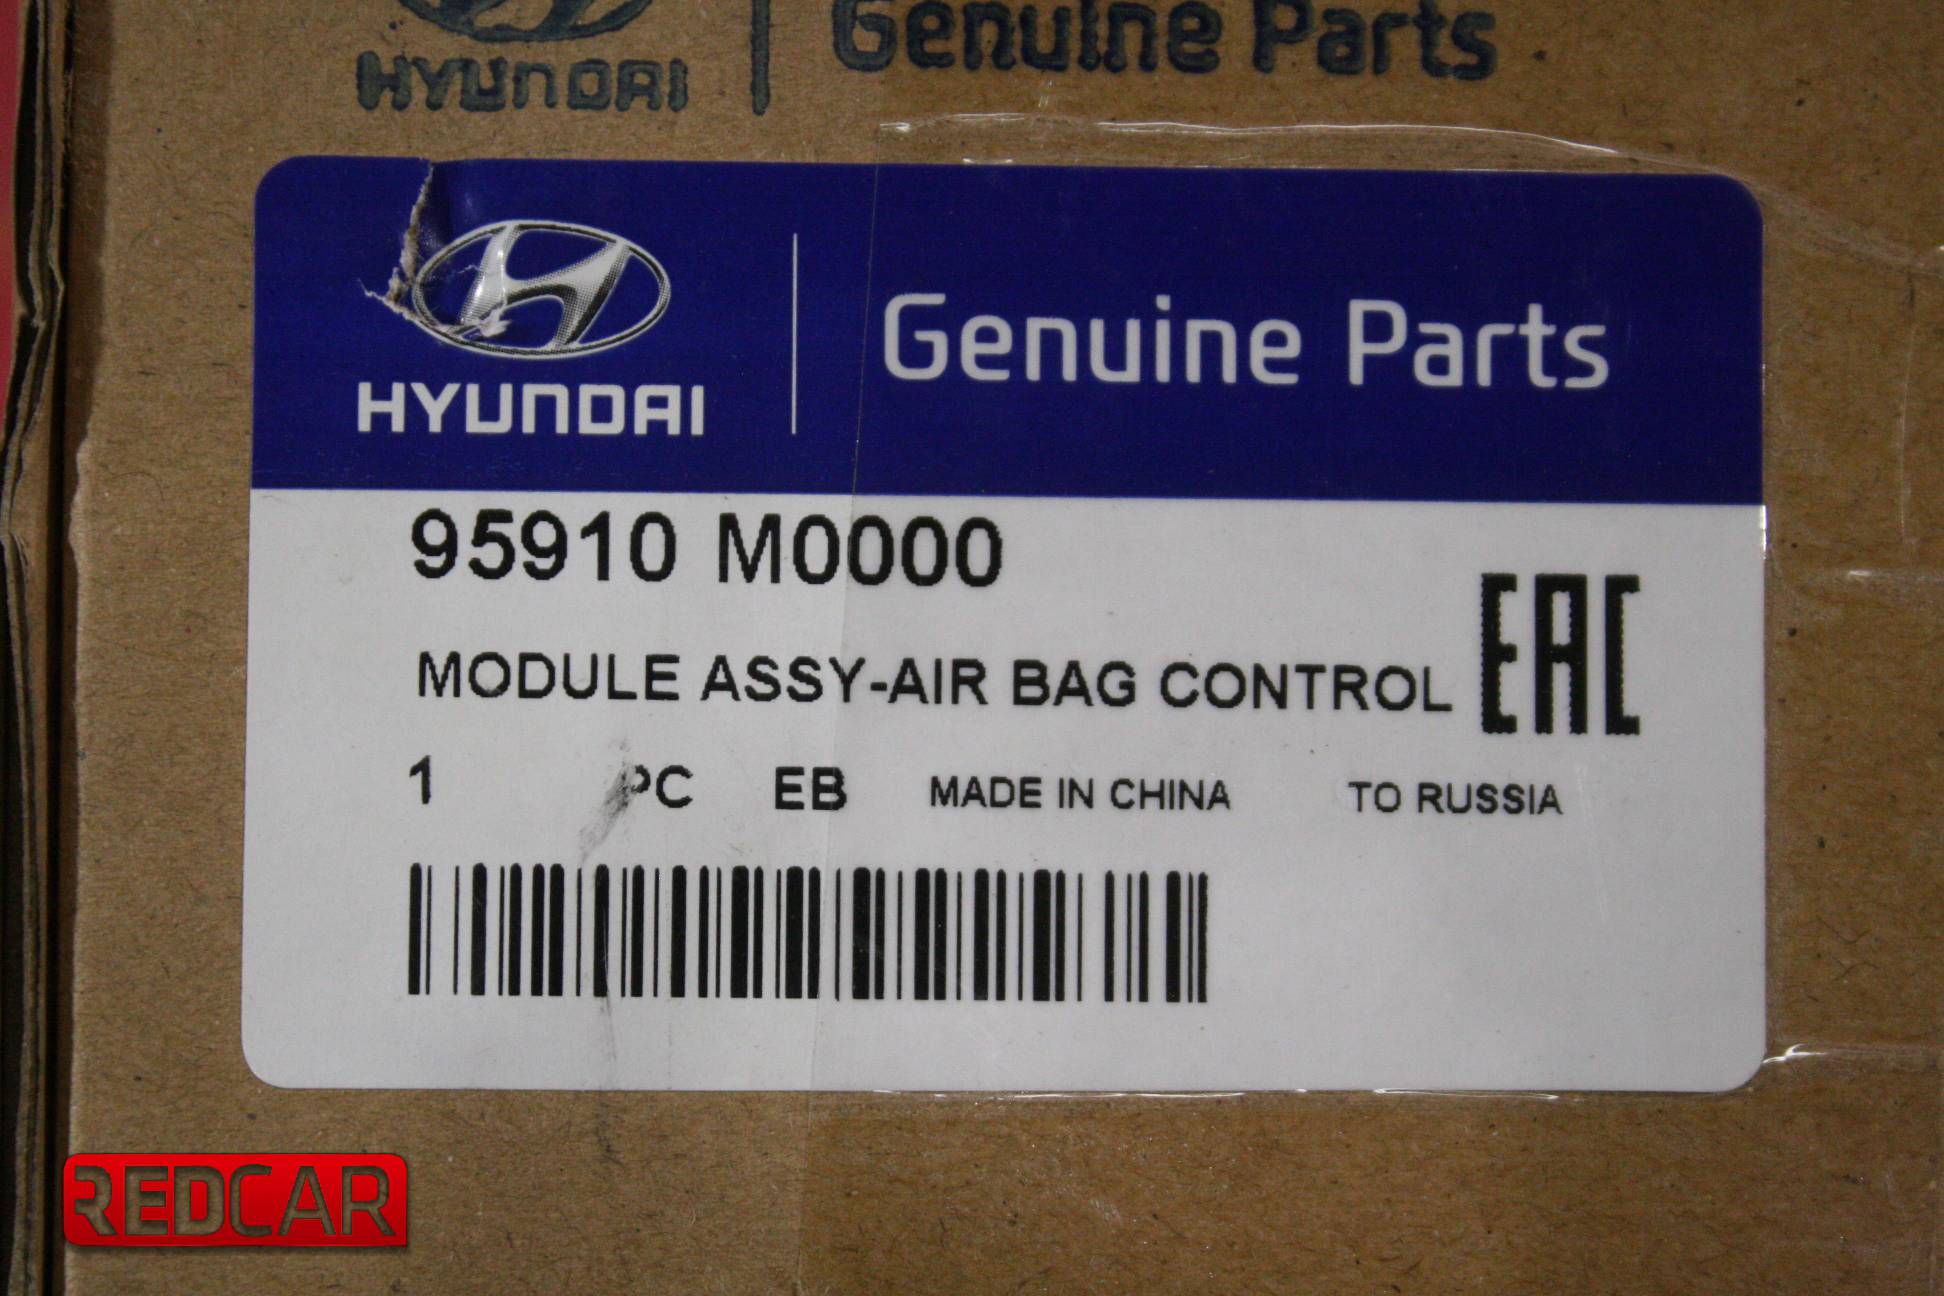 HYUNDAI Genuine Parts
HYUNDAI Genuine Parts
95910 M0000
MODULE ASSY-AIR BAG CONTROL EAC
1 PC EB MADE IN CHINA TO RUSSIA
REDCAR